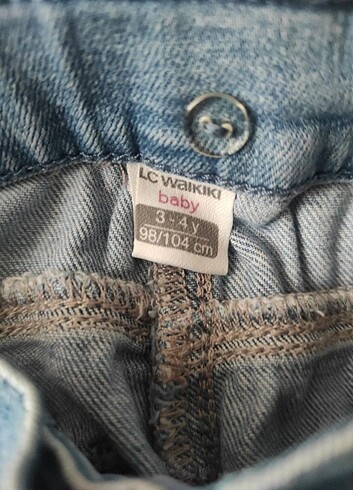 LC WAIKIKI
baby
3 - 4 y
98/104 cm